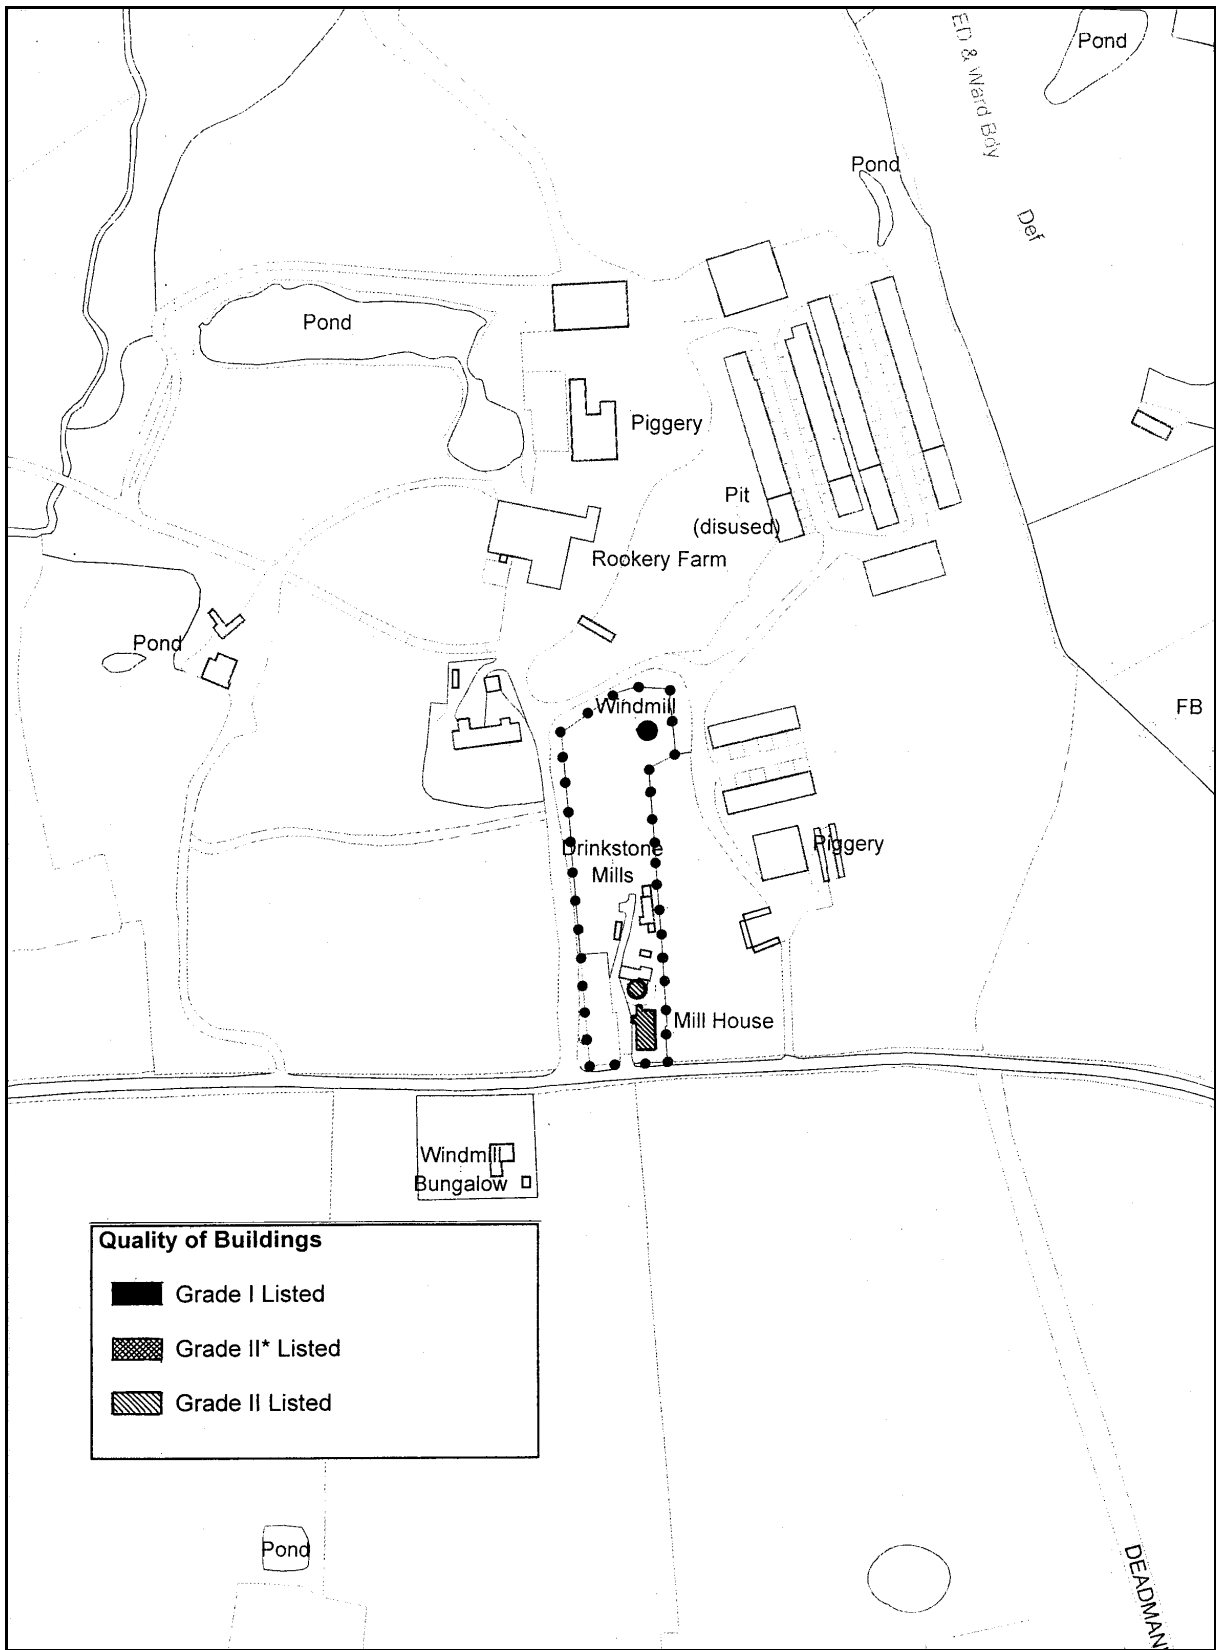 Pond
ED & Ward Bdy
Pond
Def
Pond
Piggery
Pit
(disused)
Rookery Farm
Pond
Windmill
FB
Drinkstone
Mills
Piggery
Mill House
Windmill
Bungalow
Quality of Buildings
Grade I Listed
Grade II* Listed
Grade II Listed
Pond
DEADMAN'